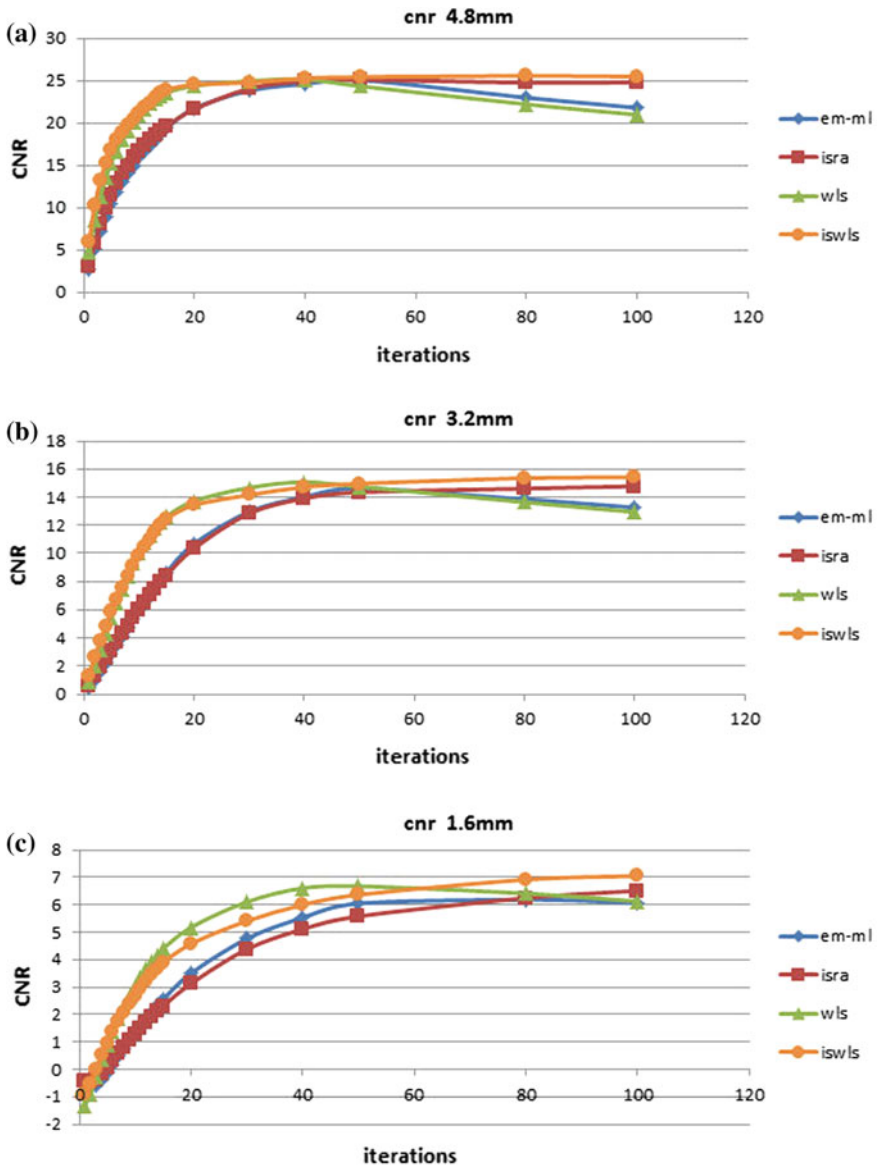 (a)
cnr 4.8mm
30
25
20
15
10
5
0
CNR
0 20 40 60 80 100 120
iterations
em-ml
isra
wls
iswls
(b)
cnr 3.2mm
18
16
14
12
10
8
6
4
2
0
CNR
0 20 40 60 80 100 120
iterations
em-ml
isra
wls
iswls
(c)
cnr 1.6mm
8
7
6
5
4
3
2
1
0
-1
-2
CNR
0 20 40 60 80 100 120
iterations
em-ml
isra
wls
iswls